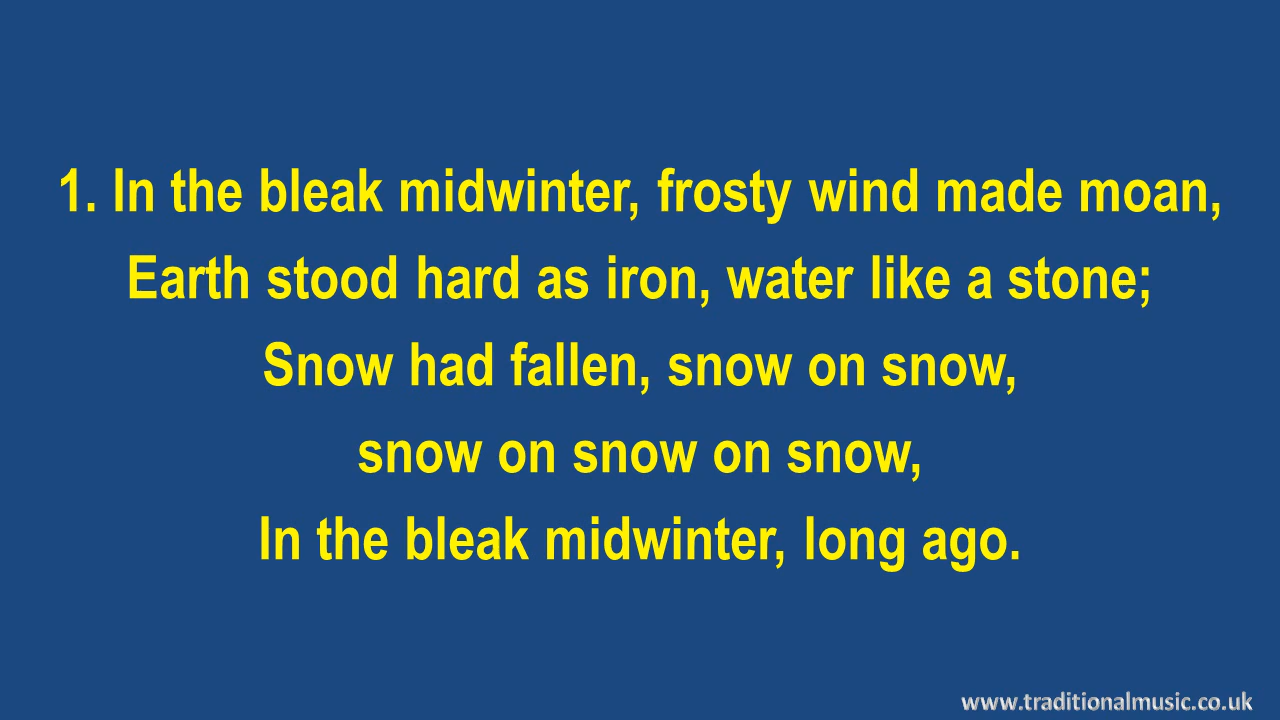 1. In the bleak midwinter, frosty wind made moan,
Earth stood hard as iron, water like a stone;
Snow had fallen, snow on snow,
snow on snow on snow,
In the bleak midwinter, long ago.
www.traditionalmusic.co.uk